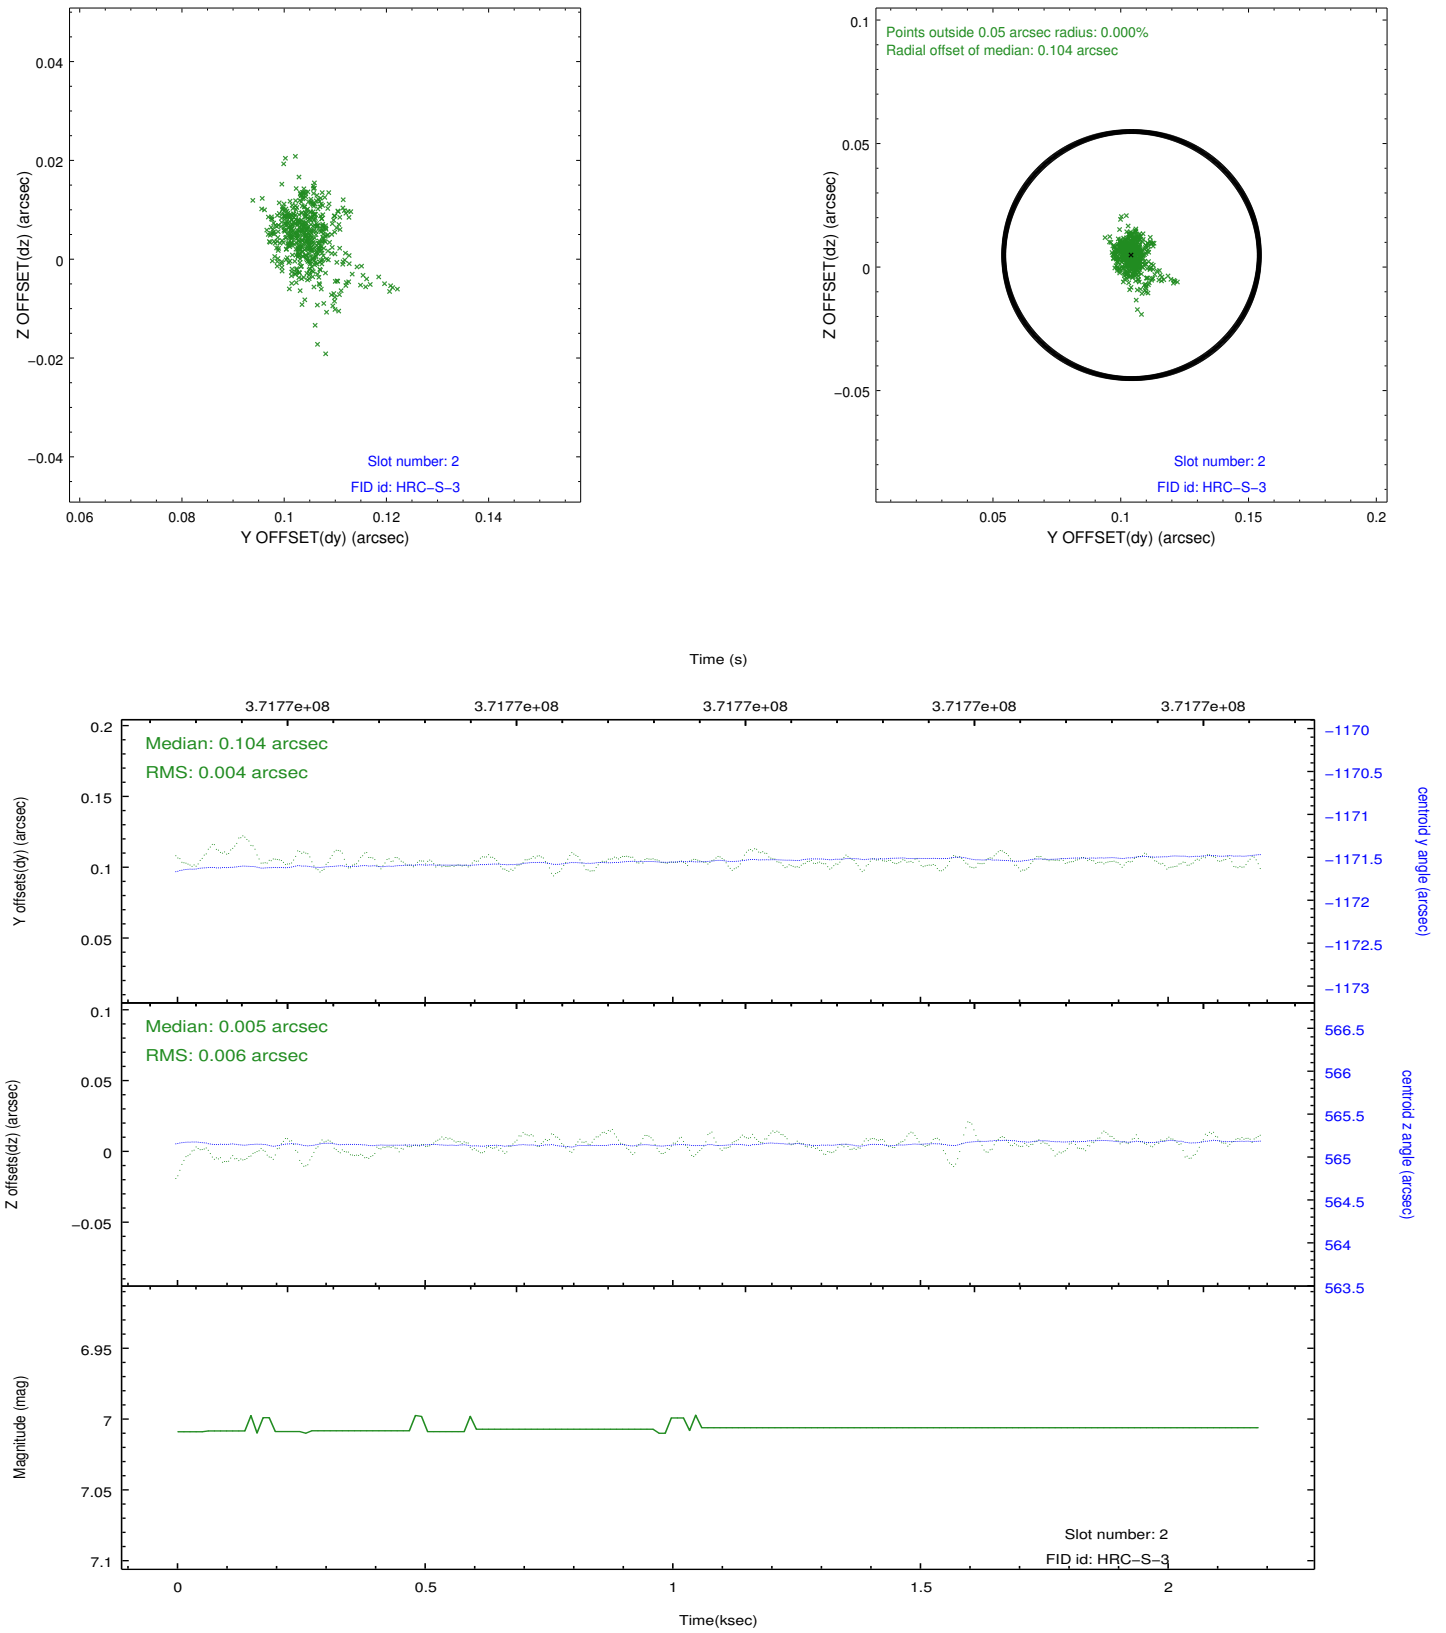 0.04
0.02
0
−0.02
−0.04
Z OFFSET(dz) (arcsec)
Slot number: 2
FID id: HRC−S−3
0.06 0.08 0.1 0.12 0.14
Y OFFSET(dy) (arcsec)
Points outside 0.05 arcsec radius: 0.000%
Radial offset of median: 0.104 arcsec
0.1
0.05
0
−0.05
Z OFFSET(dz) (arcsec)
Slot number: 2
FID id: HRC−S−3
0.05 0.1 0.15 0.2
Y OFFSET(dy) (arcsec)
Time (s)
3.7177e+08 3.7177e+08 3.7177e+08 3.7177e+08 3.7177e+08
Median: 0.104 arcsec
RMS: 0.004 arcsec
0.2
0.15
0.1
0.05
Y offsets(dy) (arcsec)
−1170
−1170.5
−1171
−1171.5
−1172
−1172.5
−1173
centroid y angle (arcsec)
Median: 0.005 arcsec
RMS: 0.006 arcsec
0.1
0.05
0
−0.05
Z offsets(dz) (arcsec)
566.5
566
565.5
565
564.5
564
563.5
centroid z angle (arcsec)
6.95
7
7.05
7.1
Magnitude (mag)
Slot number: 2
FID id: HRC−S−3
0 0.5 1 1.5 2
Time(ksec)